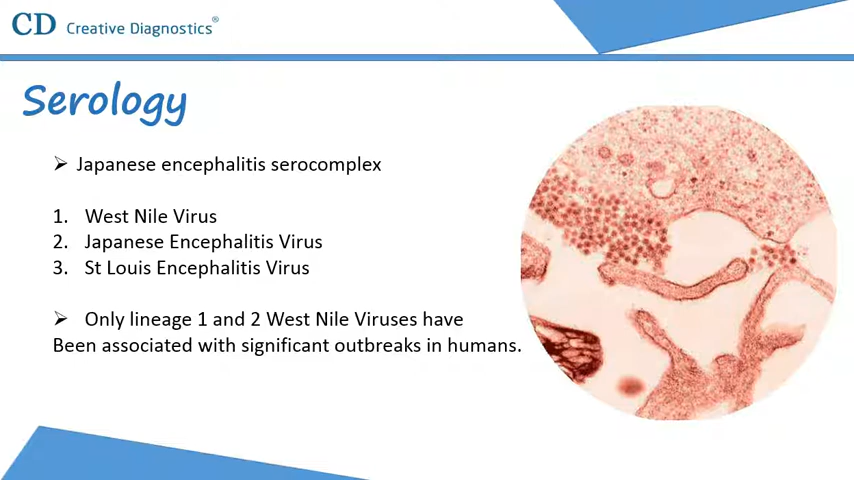 CD Creative Diagnostics®
Serology
➢ Japanese encephalitis serocomplex
1. West Nile Virus
2. Japanese Encephalitis Virus
3. St Louis Encephalitis Virus
➢ Only lineage 1 and 2 West Nile Viruses have
Been associated with significant outbreaks in humans.